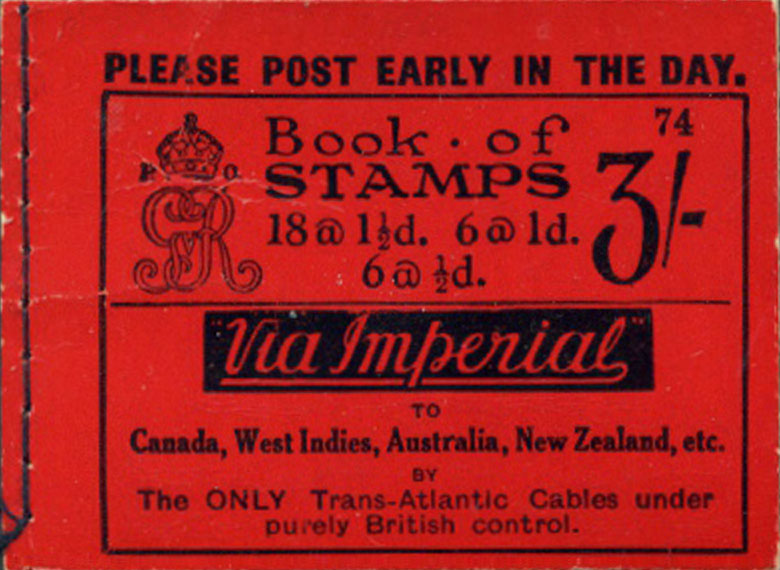 PLEASE POST EARLY IN THE DAY.
74
P O
GR
Book · of
STAMPS
3/-
18@1½d. 6@1d.
6@½d.
"Via Imperial"
TO
Canada, West Indies, Australia, New Zealand, etc.
BY
The ONLY Trans-Atlantic Cables under
purely British control.